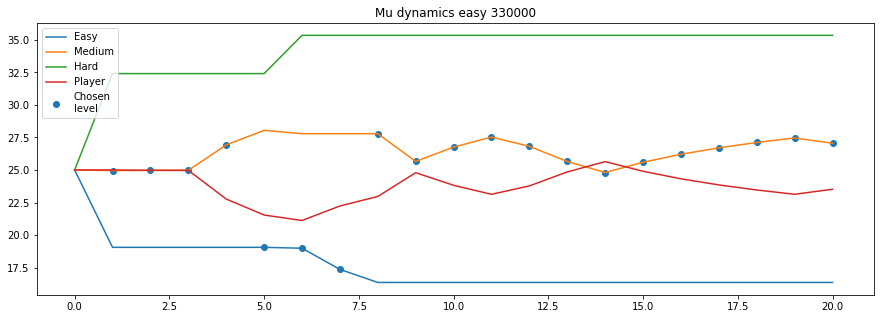 Mu dynamics easy 330000
Easy
Medium
Hard
Player
Chosen
level
35.0
32.5
30.0
27.5
25.0
22.5
20.0
17.5
0.0 2.5 5.0 7.5 10.0 12.5 15.0 17.5 20.0